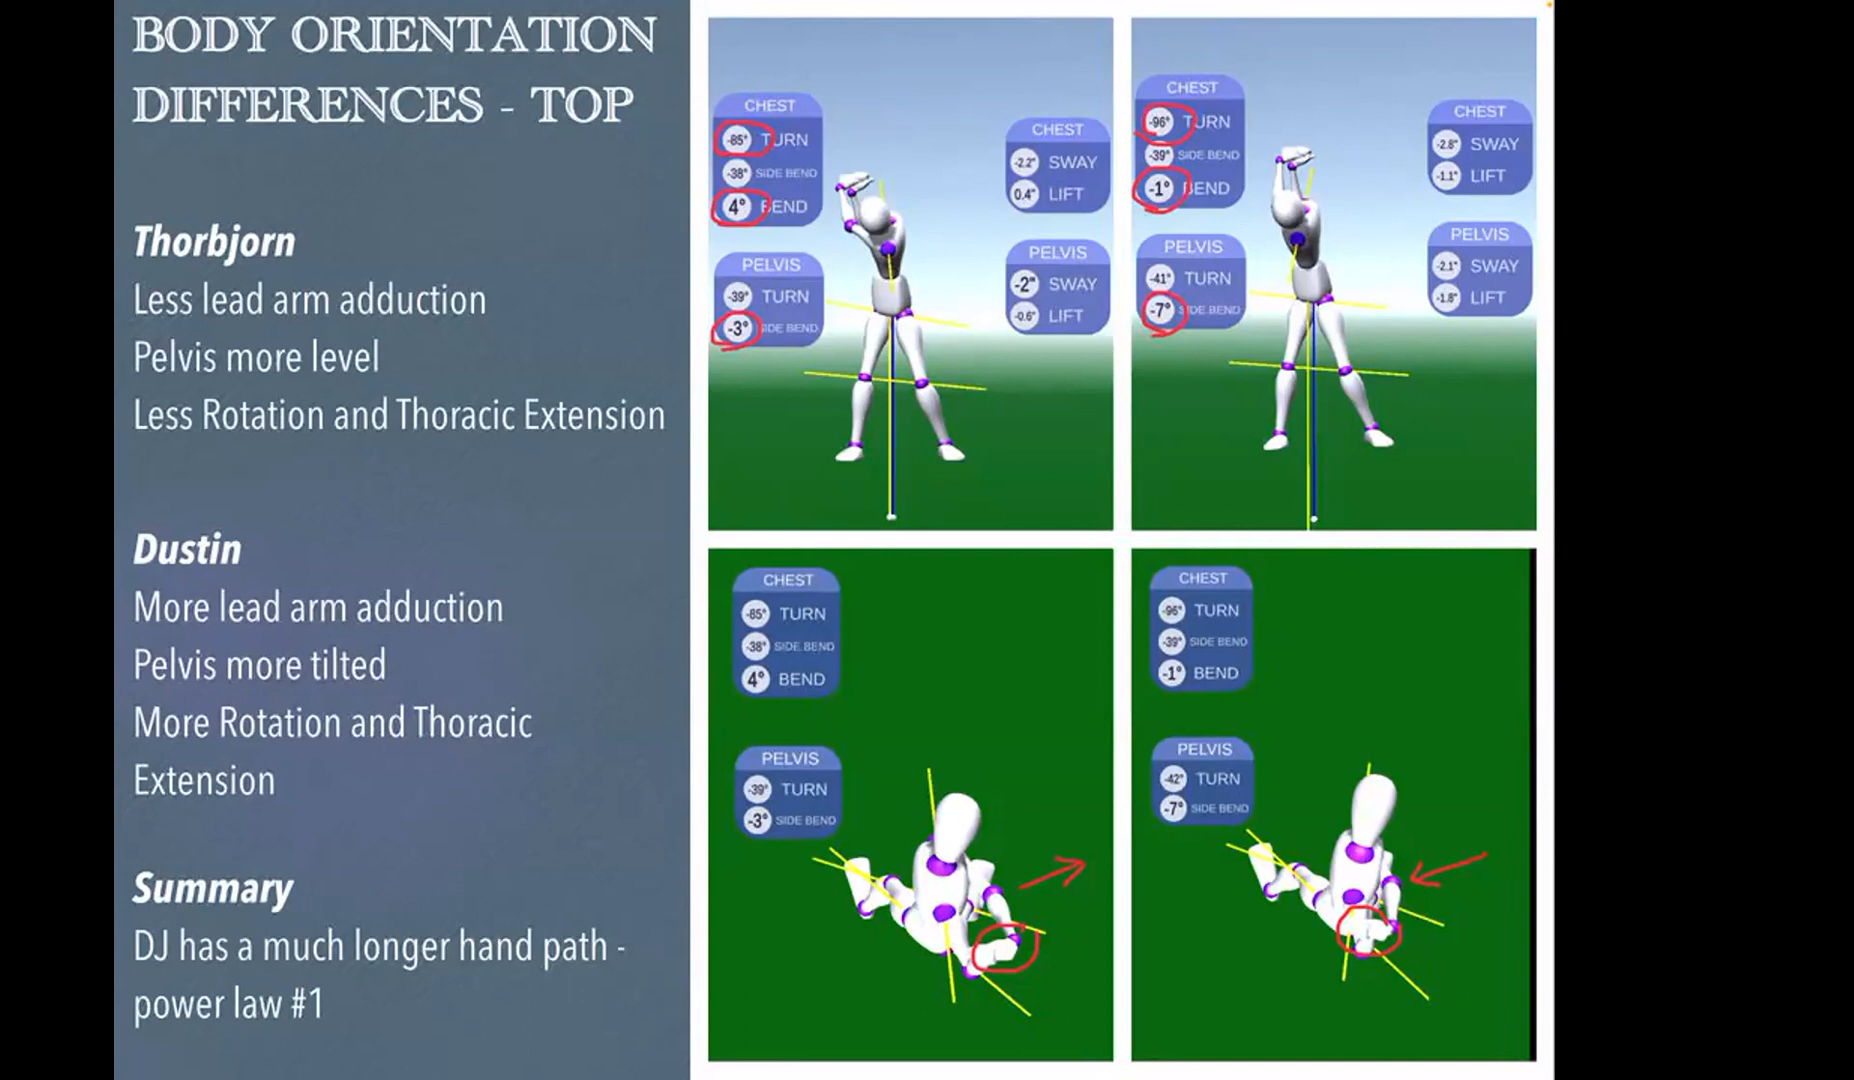 BODY ORIENTATION
DIFFERENCES - TOP
Thorbjorn
Less lead arm adduction
Pelvis more level
Less Rotation and Thoracic Extension
Dustin
More lead arm adduction
Pelvis more tilted
More Rotation and Thoracic
Extension
Summary
DJ has a much longer hand path -
power law #1
CHEST
-85° TURN
-38° SIDE BEND
4° BEND
PELVIS
-39° TURN
-3° SIDE BEND
CHEST
-2.2" SWAY
0.4" LIFT
PELVIS
-2" SWAY
-0.6" LIFT
CHEST
-96° TURN
-39° SIDE BEND
-1° BEND
PELVIS
-41° TURN
-7° SIDE BEND
CHEST
-2.8" SWAY
-1.1" LIFT
PELVIS
-2.1" SWAY
-1.8" LIFT
CHEST
-85° TURN
-38° SIDE BEND
4° BEND
PELVIS
-39° TURN
-3° SIDE BEND
CHEST
-96° TURN
-39° SIDE BEND
-1° BEND
PELVIS
-42° TURN
-7° SIDE BEND